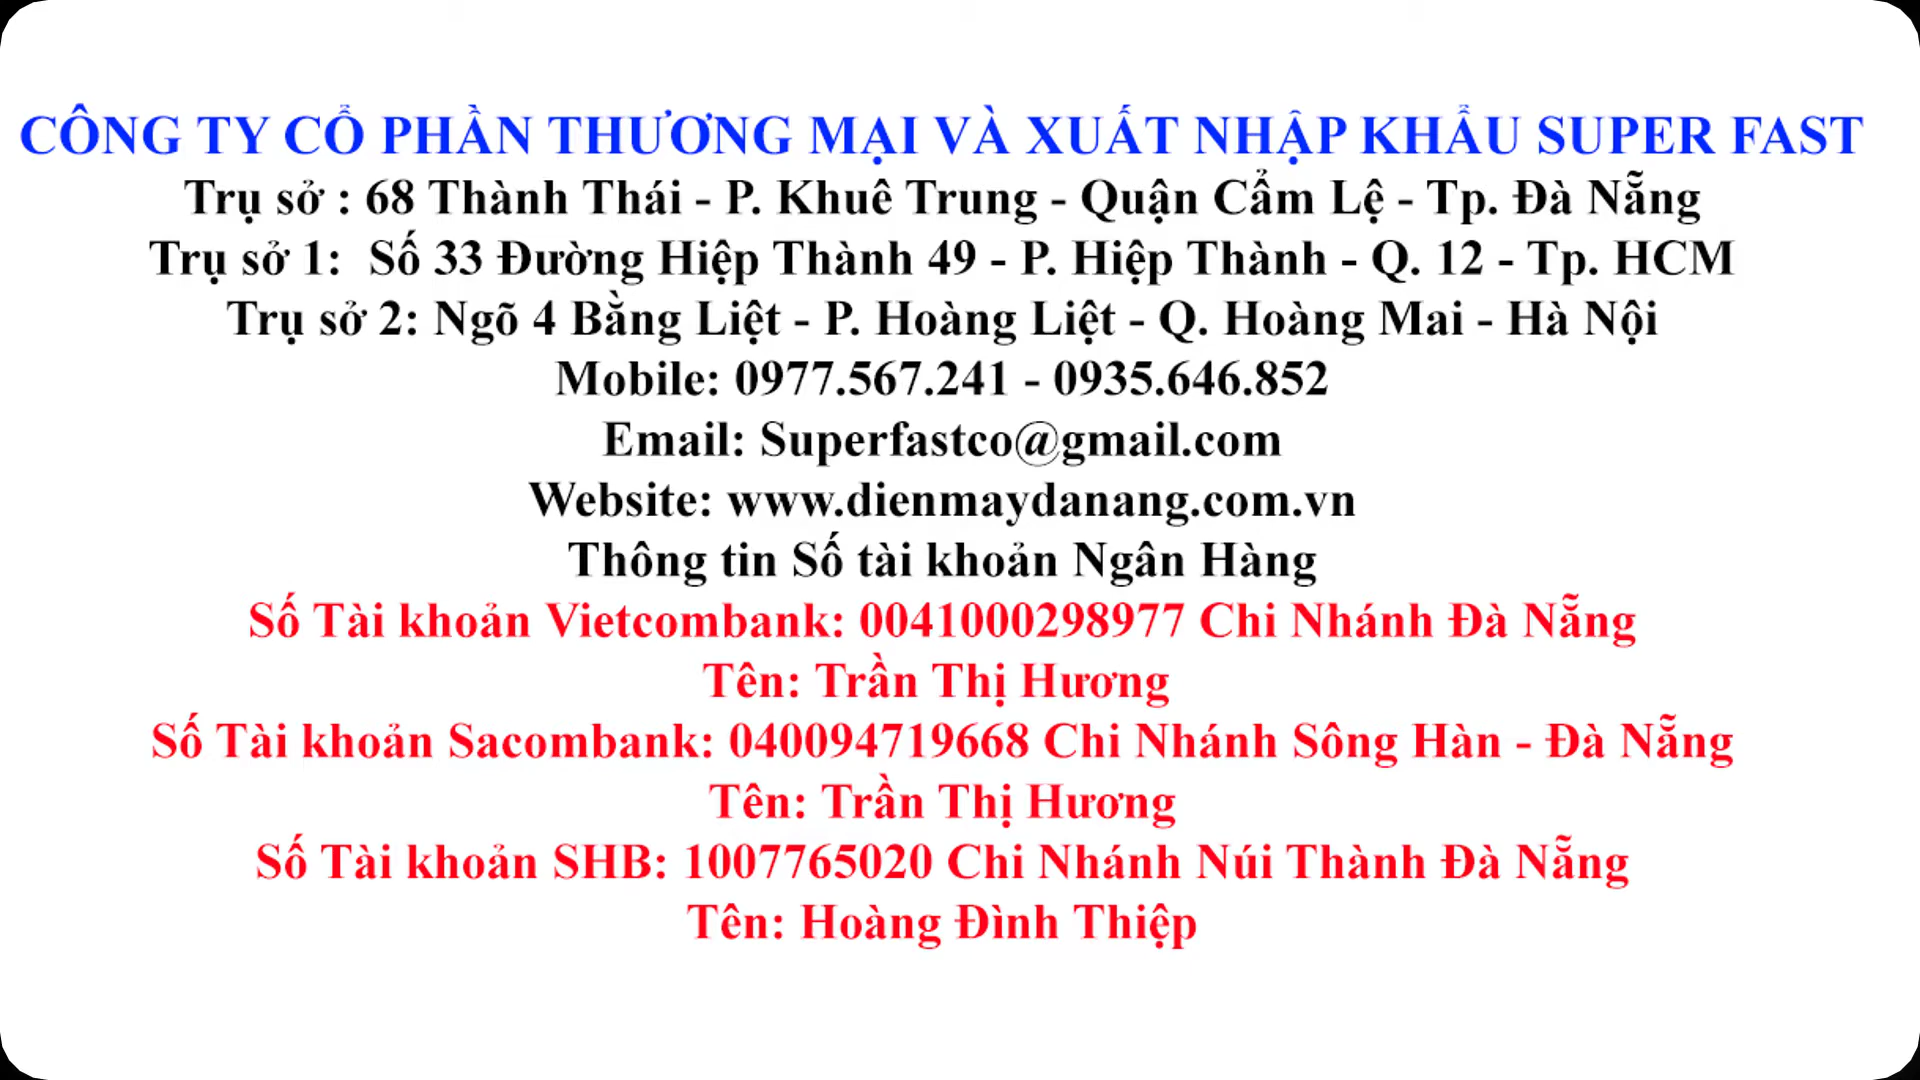 CÔNG TY CỔ PHẦN THƯƠNG MẠI VÀ XUẤT NHẬP KHẨU SUPER FAST
Trụ sở : 68 Thành Thái - P. Khuê Trung - Quận Cẩm Lệ - Tp. Đà Nẵng
Trụ sở 1: Số 33 Đường Hiệp Thành 49 - P. Hiệp Thành - Q. 12 - Tp. HCM
Trụ sở 2: Ngõ 4 Bằng Liệt - P. Hoàng Liệt - Q. Hoàng Mai - Hà Nội
Mobile: 0977.567.241 - 0935.646.852
Email: Superfastco@gmail.com
Website: www.dienmaydanang.com.vn
Thông tin Số tài khoản Ngân Hàng
Số Tài khoản Vietcombank: 0041000298977 Chi Nhánh Đà Nẵng
Tên: Trần Thị Hương
Số Tài khoản Sacombank: 040094719668 Chi Nhánh Sông Hàn - Đà Nẵng
Tên: Trần Thị Hương
Số Tài khoản SHB: 1007765020 Chi Nhánh Núi Thành Đà Nẵng
Tên: Hoàng Đình Thiệp